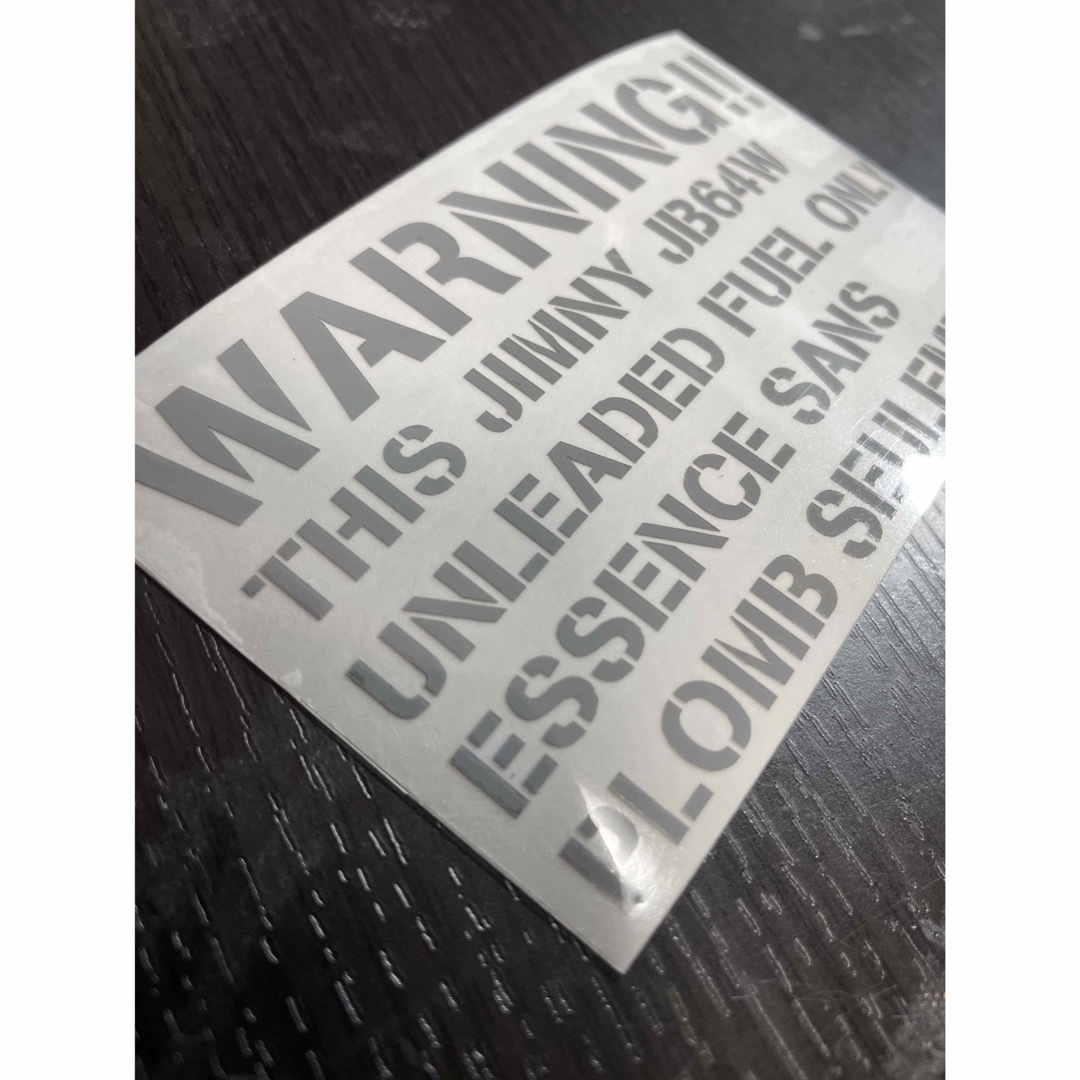 WARNING!!
THIS JIMNY JB64W
UNLEADED FUEL ONLY
ESSENCE SANS
PLOMB